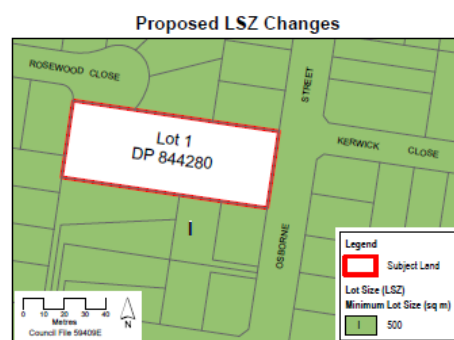 Proposed LSZ Changes
ROSEWOOD CLOSE
STREET
Lot 1
DP 844280
KERWICK CLOSE
I
OSBORNE
Legend
Subject Land
Lot Size (LSZ)
Minimum Lot Size (sq m)
I 500
0 10 20 30 40
Metres
N
Council File 59409E